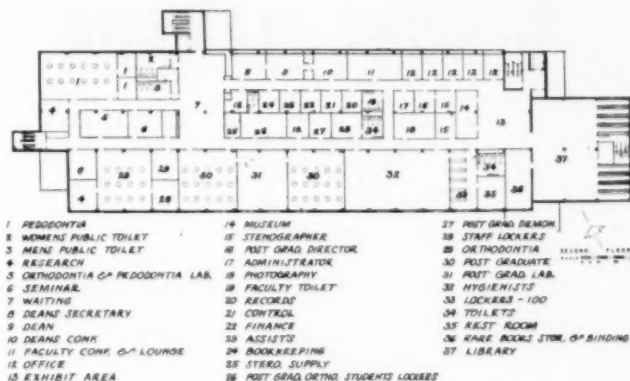 1 PEDODONTIA
2 WOMENS PUBLIC TOILET
3 MENS PUBLIC TOILET
4 RESEARCH
5 ORTHODONTIA & PEDODONTIA LAB.
6 SEMINAR
7 WAITING
8 DEANS SECRETARY
9 DEAN
10 DEANS CONF.
11 FACULTY CONF. & LOUNGE
12 OFFICE
13 EXHIBIT AREA
14 MUSEUM
15 STENOGRAPHER
16 POST GRAD. DIRECTOR
17 ADMINISTRATOR
18 PHOTOGRAPHY
19 FACULTY TOILET
20 RECORDS
21 CONTROL
22 FINANCE
23 ASSIST'S
24 BOOKKEEPING
25 STERO. SUPPLY
26 POST GRAD. ORTHO. STUDENTS LOCKERS
27 POST GRAD. DEMON.
28 STAFF LOCKERS
29 ORTHODONTIA
30 POST GRADUATE
31 POST GRAD. LAB.
32 HYGIENISTS
33 LOCKERS - 100
34 TOILETS
35 REST ROOM
36 RARE BOOKS STOR. & BINDING
37 LIBRARY
SECOND FLOOR